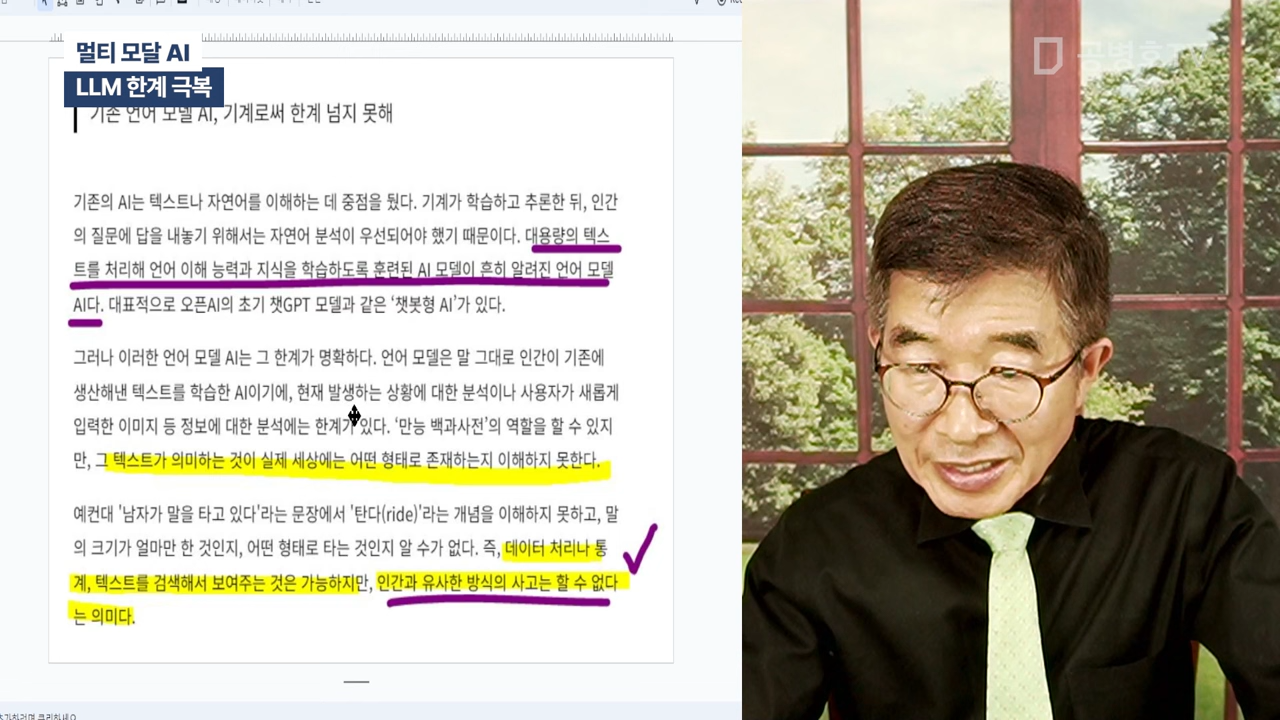 멀티 모달 AI
LLM 한계 극복
기존 언어 모델 AI, 기계로써 한계 넘지 못해
기존의 AI는 텍스트나 자연어를 이해하는 데 중점을 뒀다. 기계가 학습하고 추론한 뒤, 인간
의 질문에 답을 내놓기 위해서는 자연어 분석이 우선되어야 했기 때문이다. 대용량의 텍스
트를 처리해 언어 이해 능력과 지식을 학습하도록 훈련된 AI 모델이 흔히 알려진 언어 모델
AI다. 대표적으로 오픈AI의 초기 챗GPT 모델과 같은 ‘챗봇형 AI’가 있다.
그러나 이러한 언어 모델 AI는 그 한계가 명확하다. 언어 모델은 말 그대로 인간이 기존에
생산해낸 텍스트를 학습한 AI이기에, 현재 발생하는 상황에 대한 분석이나 사용자가 새롭게
입력한 이미지 등 정보에 대한 분석에는 한계가 있다. ‘만능 백과사전’의 역할을 할 수 있지
만, 그 텍스트가 의미하는 것이 실제 세상에는 어떤 형태로 존재하는지 이해하지 못한다.
예컨대 '남자가 말을 타고 있다'라는 문장에서 '탄다(ride)'라는 개념을 이해하지 못하고, 말
의 크기가 얼마만 한 것인지, 어떤 형태로 타는 것인지 알 수가 없다. 즉, 데이터 처리나 통
계, 텍스트를 검색해서 보여주는 것은 가능하지만, 인간과 유사한 방식의 사고는 할 수 없다
는 의미다.
공병호TV